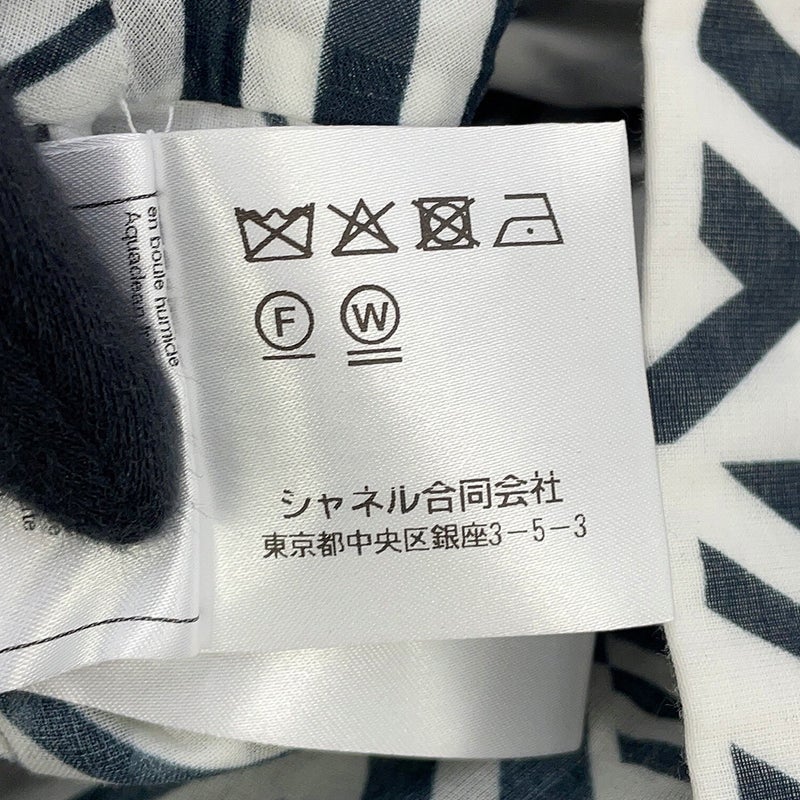 F W
シャネル合同会社
東京都中央区銀座3-5-3
en boule humide
Aquaclean